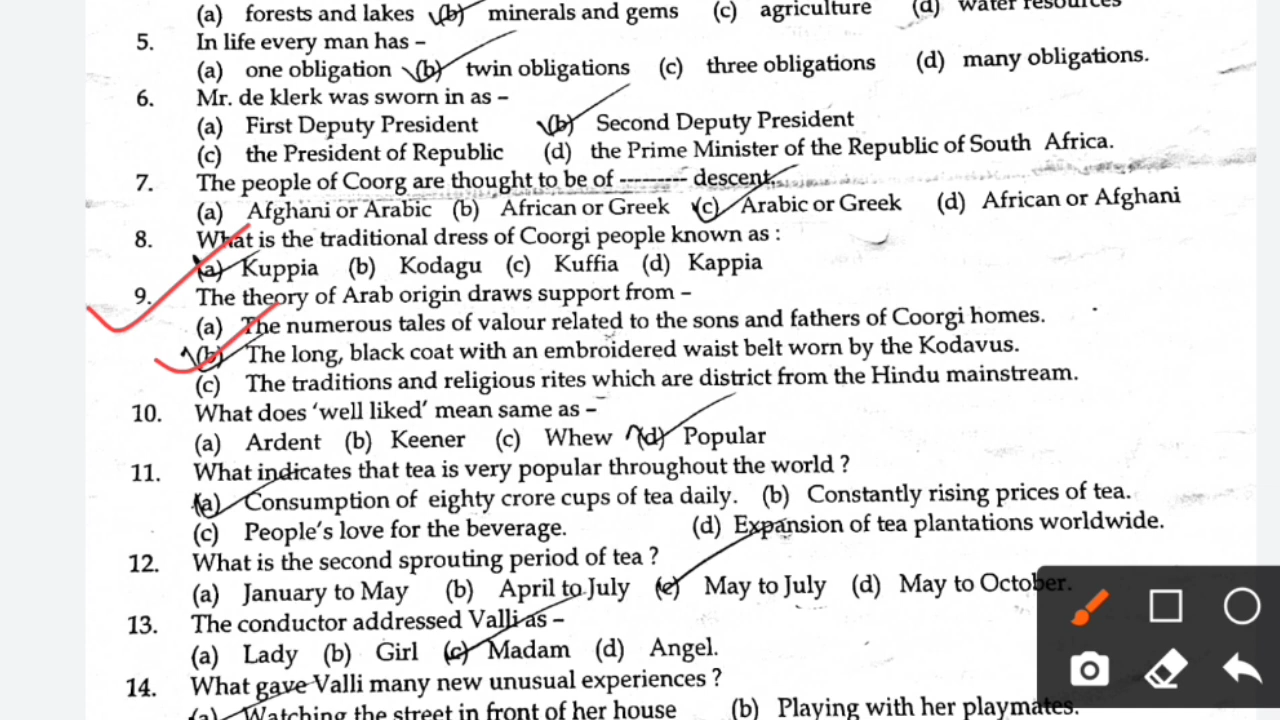 (a) forests and lakes (b) minerals and gems (c) agriculture (d) water resources
5. In life every man has –
(a) one obligation (b) twin obligations (c) three obligations (d) many obligations.
6. Mr. de klerk was sworn in as –
(a) First Deputy President (b) Second Deputy President
(c) the President of Republic (d) the Prime Minister of the Republic of South Africa.
7. The people of Coorg are thought to be of --------- descent.
(a) Afghani or Arabic (b) African or Greek (c) Arabic or Greek (d) African or Afghani
8. What is the traditional dress of Coorgi people known as :
(a) Kuppia (b) Kodagu (c) Kuffia (d) Kappia
9. The theory of Arab origin draws support from –
(a) The numerous tales of valour related to the sons and fathers of Coorgi homes.
(b) The long, black coat with an embroidered waist belt worn by the Kodavus.
(c) The traditions and religious rites which are district from the Hindu mainstream.
10. What does ‘well liked’ mean same as –
(a) Ardent (b) Keener (c) Whew (d) Popular
11. What indicates that tea is very popular throughout the world ?
(a) Consumption of eighty crore cups of tea daily. (b) Constantly rising prices of tea.
(c) People’s love for the beverage. (d) Expansion of tea plantations worldwide.
12. What is the second sprouting period of tea ?
(a) January to May (b) April to July (c) May to July (d) May to October.
13. The conductor addressed Valli as –
(a) Lady (b) Girl (c) Madam (d) Angel.
14. What gave Valli many new unusual experiences ?
(a) Watching the street in front of her house (b) Playing with her playmates.